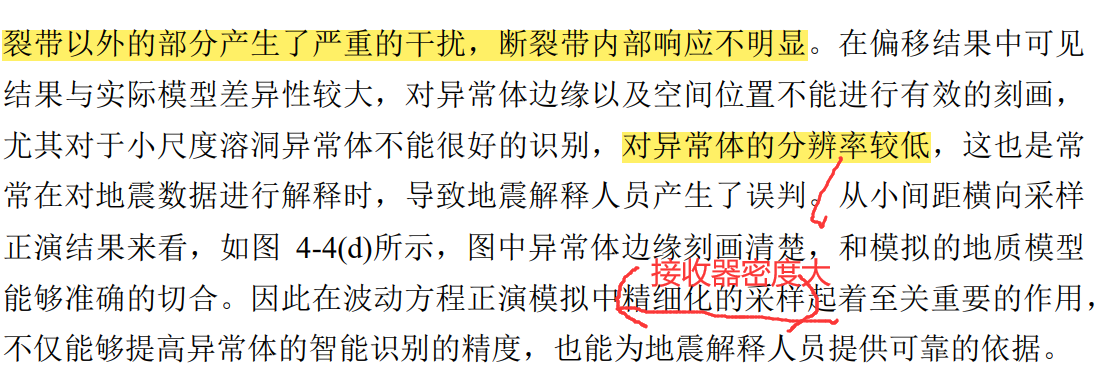 裂带以外的部分产生了严重的干扰，断裂带内部响应不明显。在偏移结果中可见
结果与实际模型差异性较大，对异常体边缘以及空间位置不能进行有效的刻画，
尤其对于小尺度溶洞异常体不能很好的识别，对异常体的分辨率较低，这也是常
常在对地震数据进行解释时，导致地震解释人员产生了误判。从小间距横向采样
正演结果来看，如图 4-4(d)所示，图中异常体边缘刻画清楚，和模拟的地质模型
接收器密度大
能够准确的切合。因此在波动方程正演模拟中精细化的采样起着至关重要的作用，
不仅能够提高异常体的智能识别的精度，也能为地震解释人员提供可靠的依据。